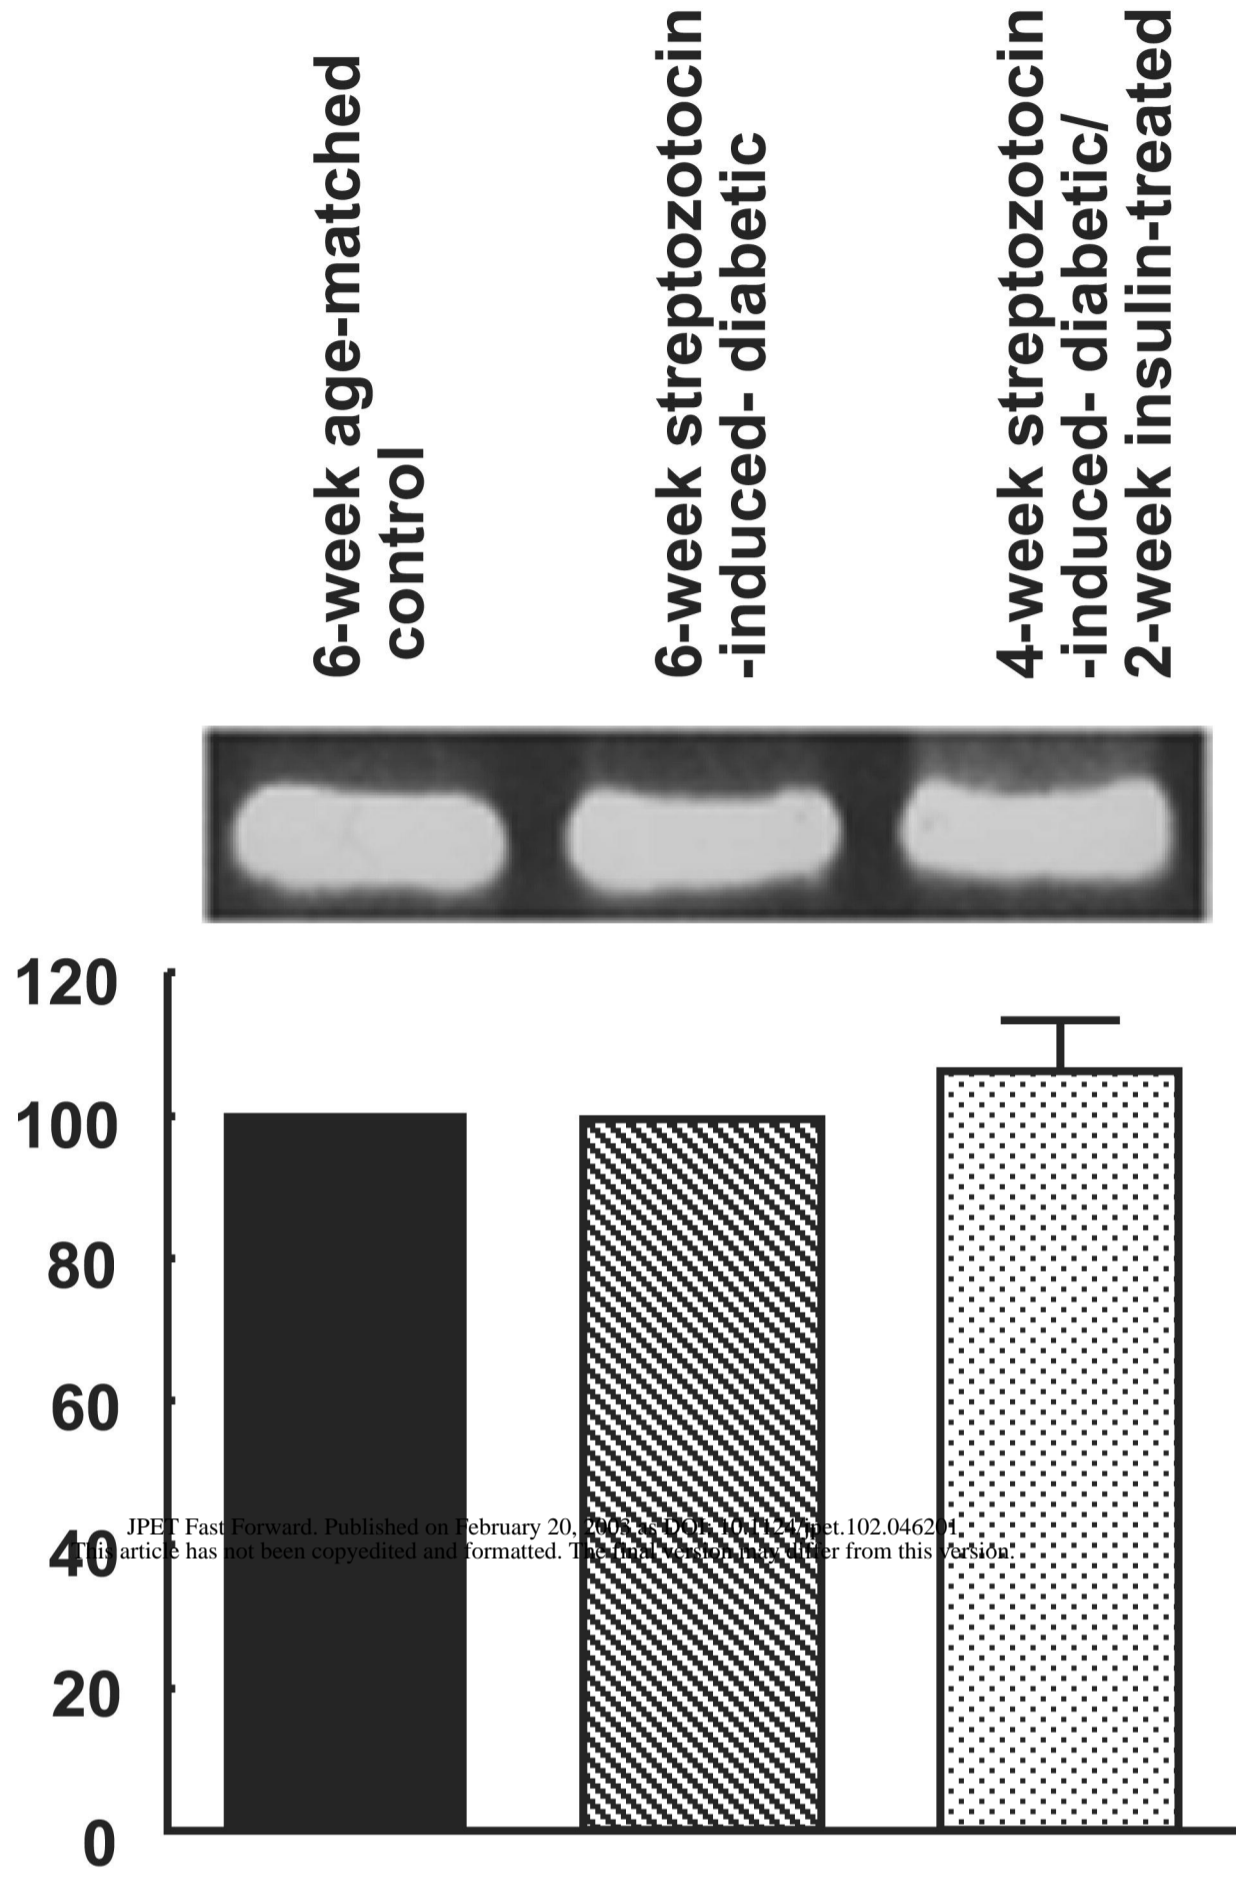 6-week age-matched
control
6-week streptozotocin
-induced- diabetic
4-week streptozotocin
-induced- diabetic/
2-week insulin-treated
120
100
80
60
40
20
0
JPET Fast Forward. Published on February 20, 2003 as DOI: 10.1124/jpet.102.046201
This article has not been copyedited and formatted. The final version may differ from this version.